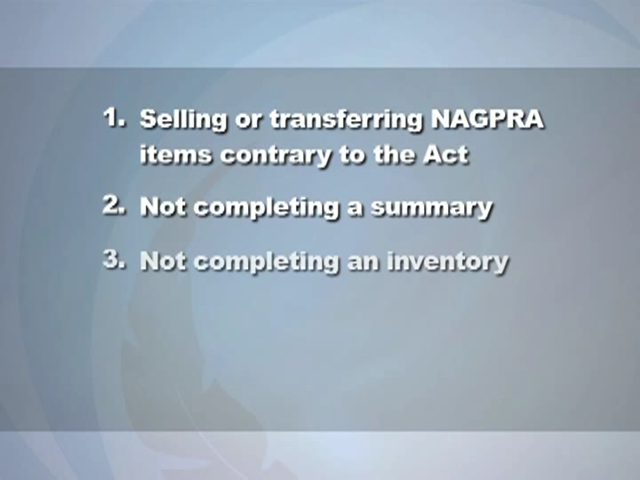 1. Selling or transferring NAGPRA
items contrary to the Act
2. Not completing a summary
3. Not completing an inventory